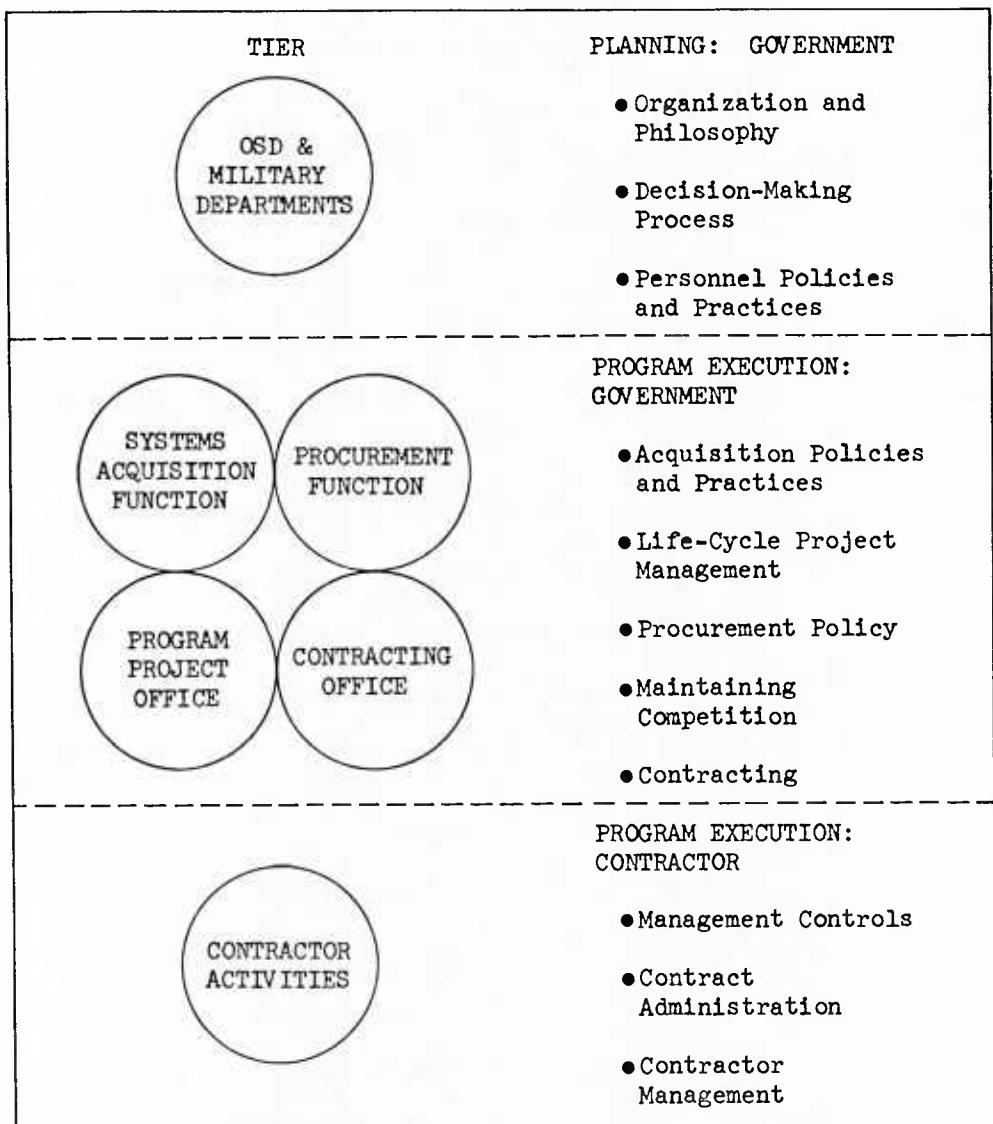 TIER
OSD &
MILITARY
DEPARTMENTS
PLANNING: GOVERNMENT
● Organization and
Philosophy
● Decision-Making
Process
● Personnel Policies
and Practices
SYSTEMS
ACQUISITION
FUNCTION
PROCUREMENT
FUNCTION
PROGRAM
PROJECT
OFFICE
CONTRACTING
OFFICE
PROGRAM EXECUTION:
GOVERNMENT
● Acquisition Policies
and Practices
● Life-Cycle Project
Management
● Procurement Policy
● Maintaining
Competition
● Contracting
CONTRACTOR
ACTIVITIES
PROGRAM EXECUTION:
CONTRACTOR
● Management Controls
● Contract
Administration
● Contractor
Management